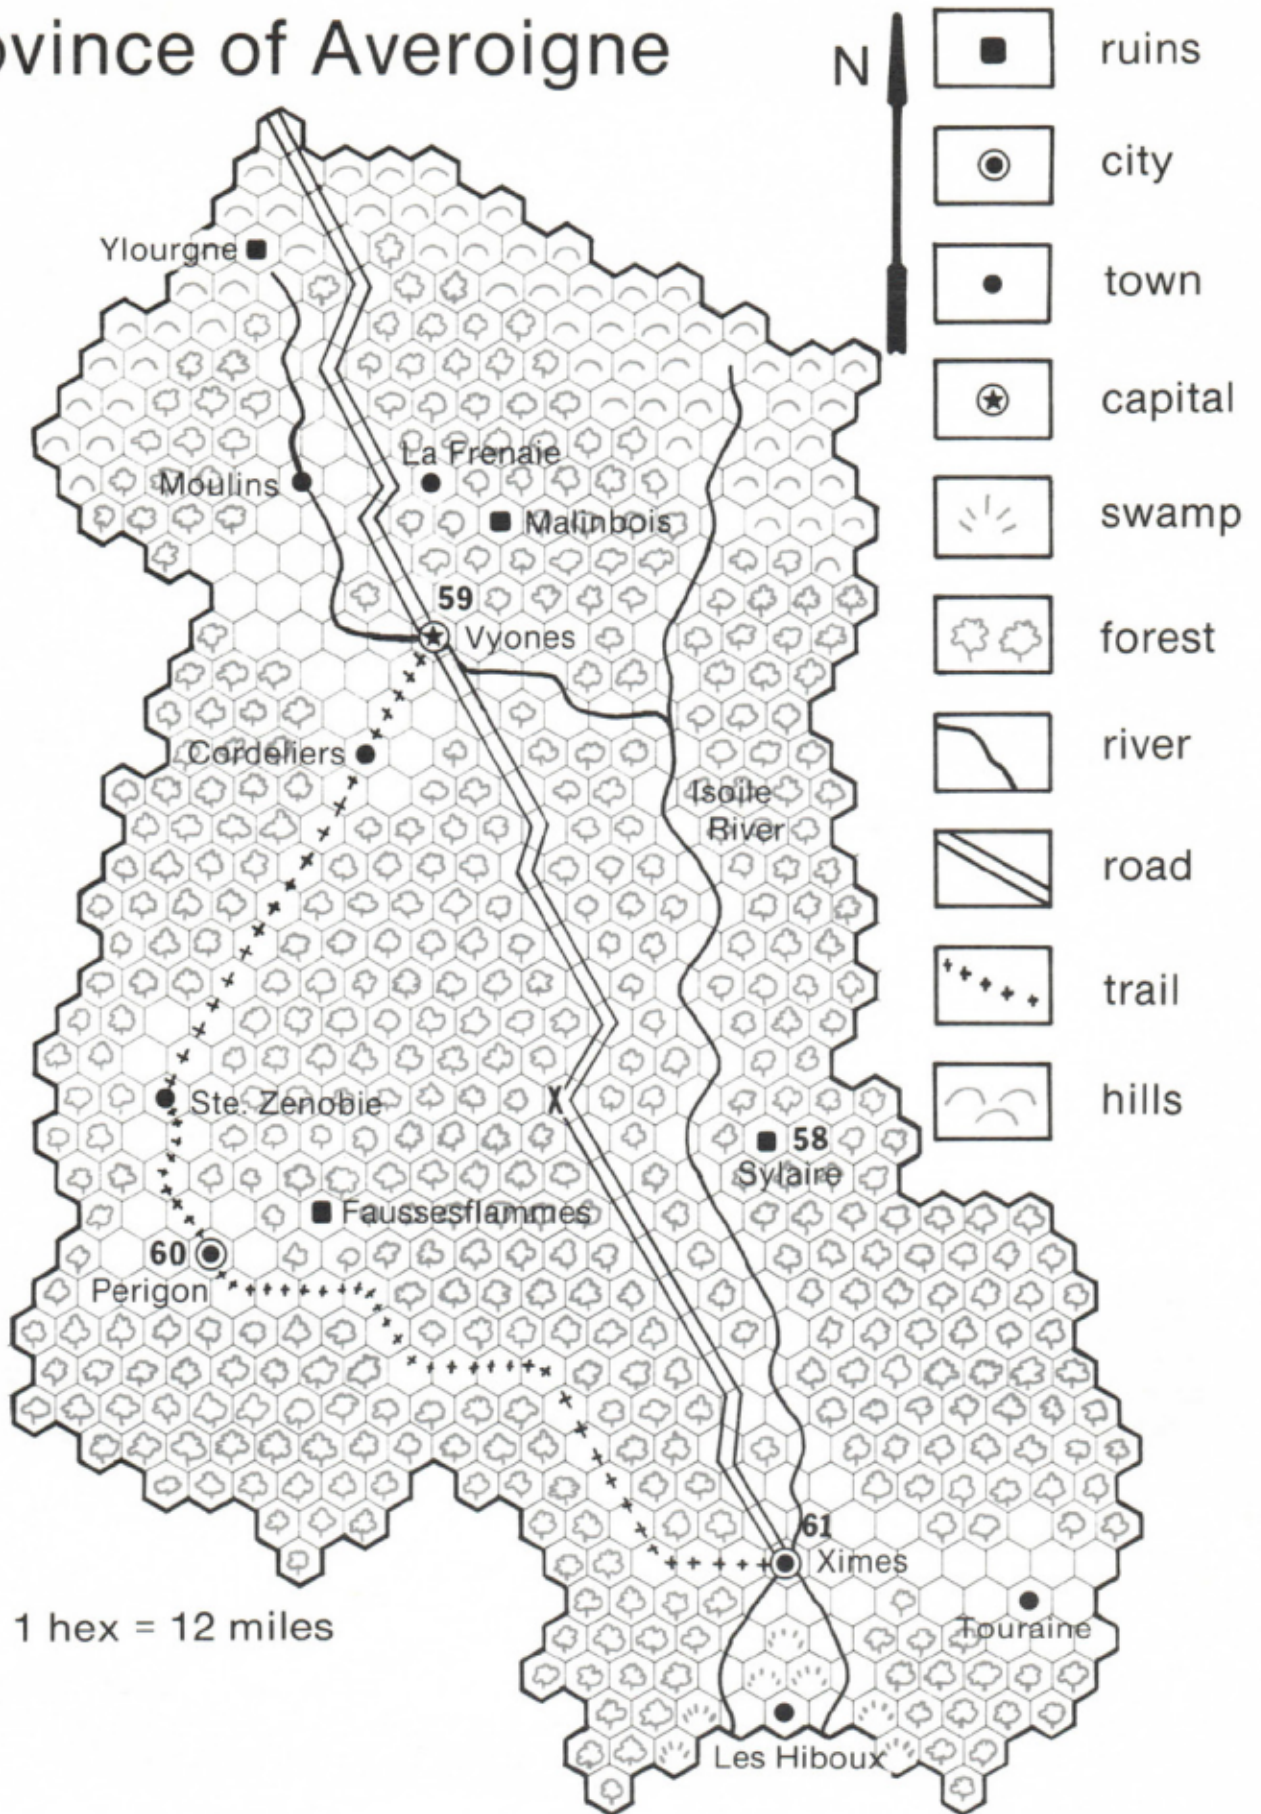 ovince of Averoigne
N
ruins
city
town
capital
swamp
forest
river
road
trail
hills
Ylourgne
La Frenaie
Moulins
Malinbois
59
Vyones
Cordeliers
Isoile
River
X
Ste. Zenobie
58
Sylaire
Faussesflammes
60
Perigon
61
Ximes
Touraine
Les Hiboux
1 hex = 12 miles